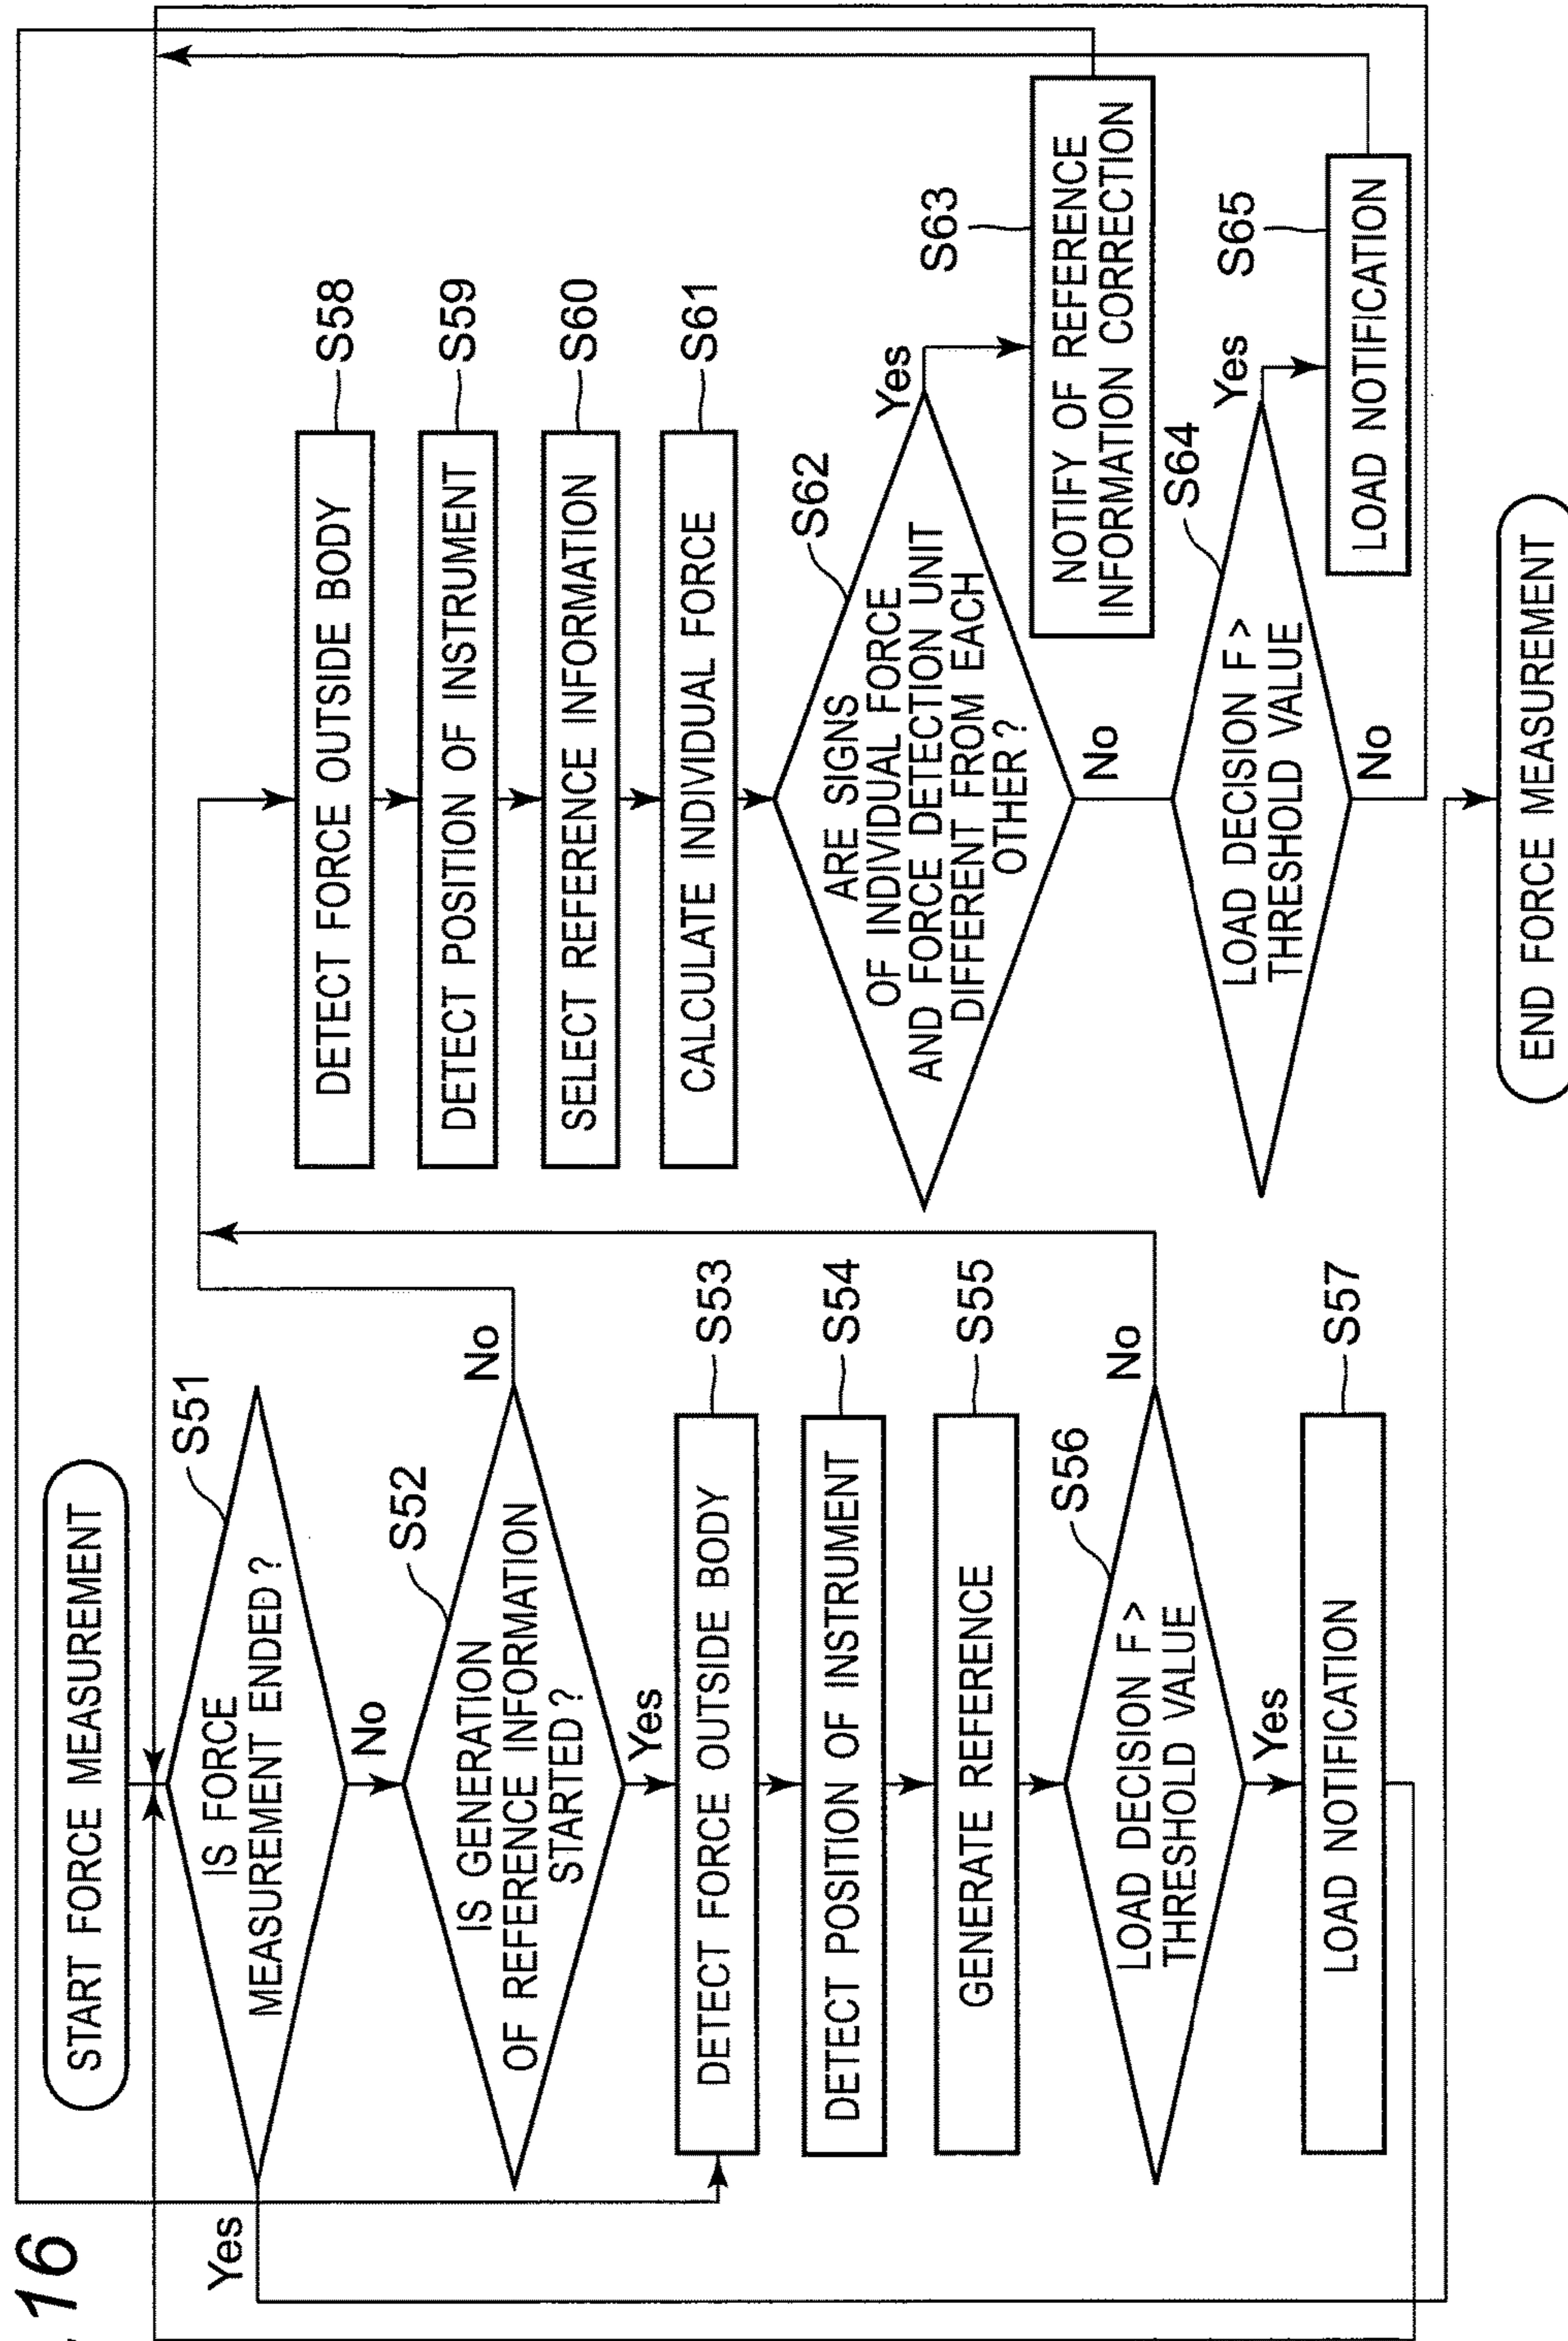 16
START FORCE MEASUREMENT
S51
IS FORCE
MEASUREMENT ENDED?
Yes
No
S52
IS GENERATION
OF REFERENCE INFORMATION
STARTED?
No
Yes
S53
DETECT FORCE OUTSIDE BODY
S54
DETECT POSITION OF INSTRUMENT
S55
GENERATE REFERENCE
S56
LOAD DECISION F >
THRESHOLD VALUE
No
Yes
S57
LOAD NOTIFICATION
S58
DETECT FORCE OUTSIDE BODY
S59
DETECT POSITION OF INSTRUMENT
S60
SELECT REFERENCE INFORMATION
S61
CALCULATE INDIVIDUAL FORCE
S62
ARE SIGNS
OF INDIVIDUAL FORCE
AND FORCE DETECTION UNIT
DIFFERENT FROM EACH
OTHER?
Yes
No
S63
NOTIFY OF REFERENCE
INFORMATION CORRECTION
S64
LOAD DECISION F >
THRESHOLD VALUE
Yes
No
S65
LOAD NOTIFICATION
END FORCE MEASUREMENT